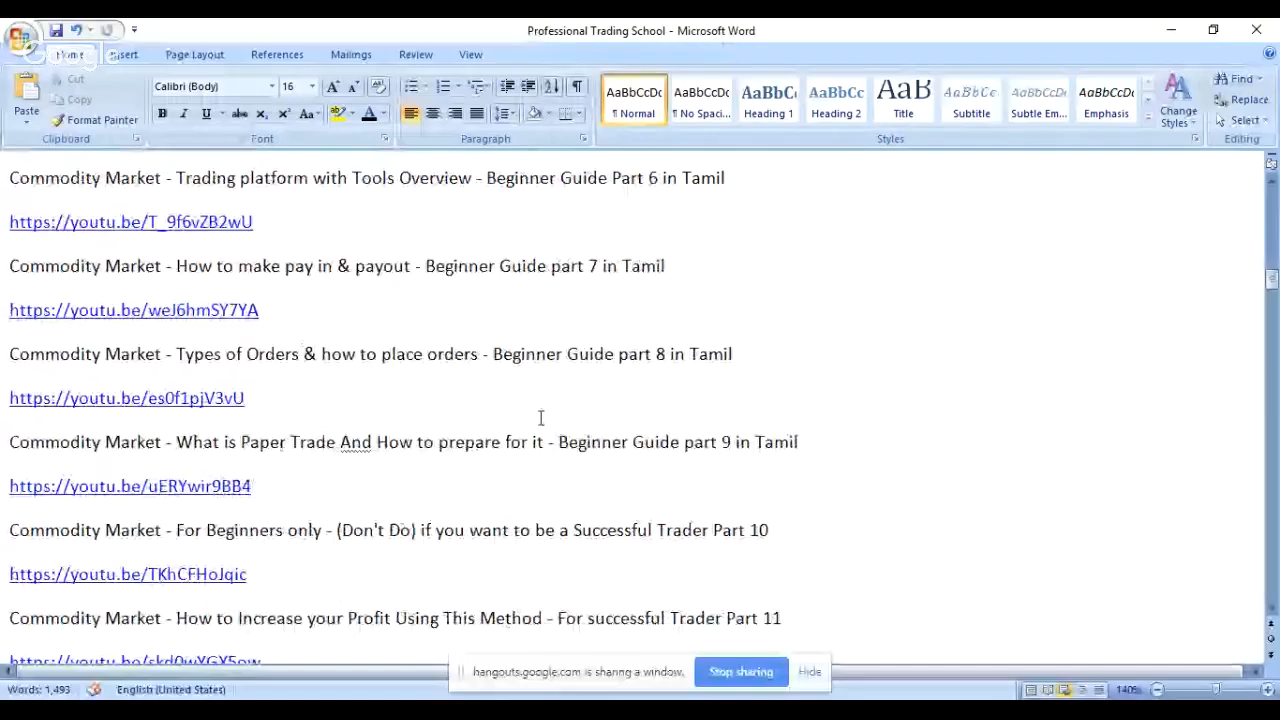 Professional Trading School - Microsoft Word
Home Insert Page Layout References Mailings Review View
Google
Paste
Cut
Copy
Format Painter
Clipboard
Calibri (Body) 16
Font
Paragraph
AaBbCcDc AaBbCcDc AaBbCc AaBbCc AaB AaBbCc AaBbCcDc AaBbCcDc
¶ Normal ¶ No Spaci... Heading 1 Heading 2 Title Subtitle Subtle Em... Emphasis
Change Styles
Styles
Find
Replace
Select
Editing
Commodity Market - Trading platform with Tools Overview - Beginner Guide Part 6 in Tamil
https://youtu.be/T_9f6vZB2wU
Commodity Market - How to make pay in & payout - Beginner Guide part 7 in Tamil
https://youtu.be/weJ6hmSY7YA
Commodity Market - Types of Orders & how to place orders - Beginner Guide part 8 in Tamil
https://youtu.be/es0f1pjV3vU
Commodity Market - What is Paper Trade And How to prepare for it - Beginner Guide part 9 in Tamil
https://youtu.be/uERYwir9BB4
Commodity Market - For Beginners only - (Don't Do) if you want to be a Successful Trader Part 10
https://youtu.be/TKhCFHoJqic
Commodity Market - How to Increase your Profit Using This Method - For successful Trader Part 11
https://youtu.be/skd0wYGX5ow
hangouts.google.com is sharing a window. Stop sharing Hide
Words: 1,493 English (United States) 140%